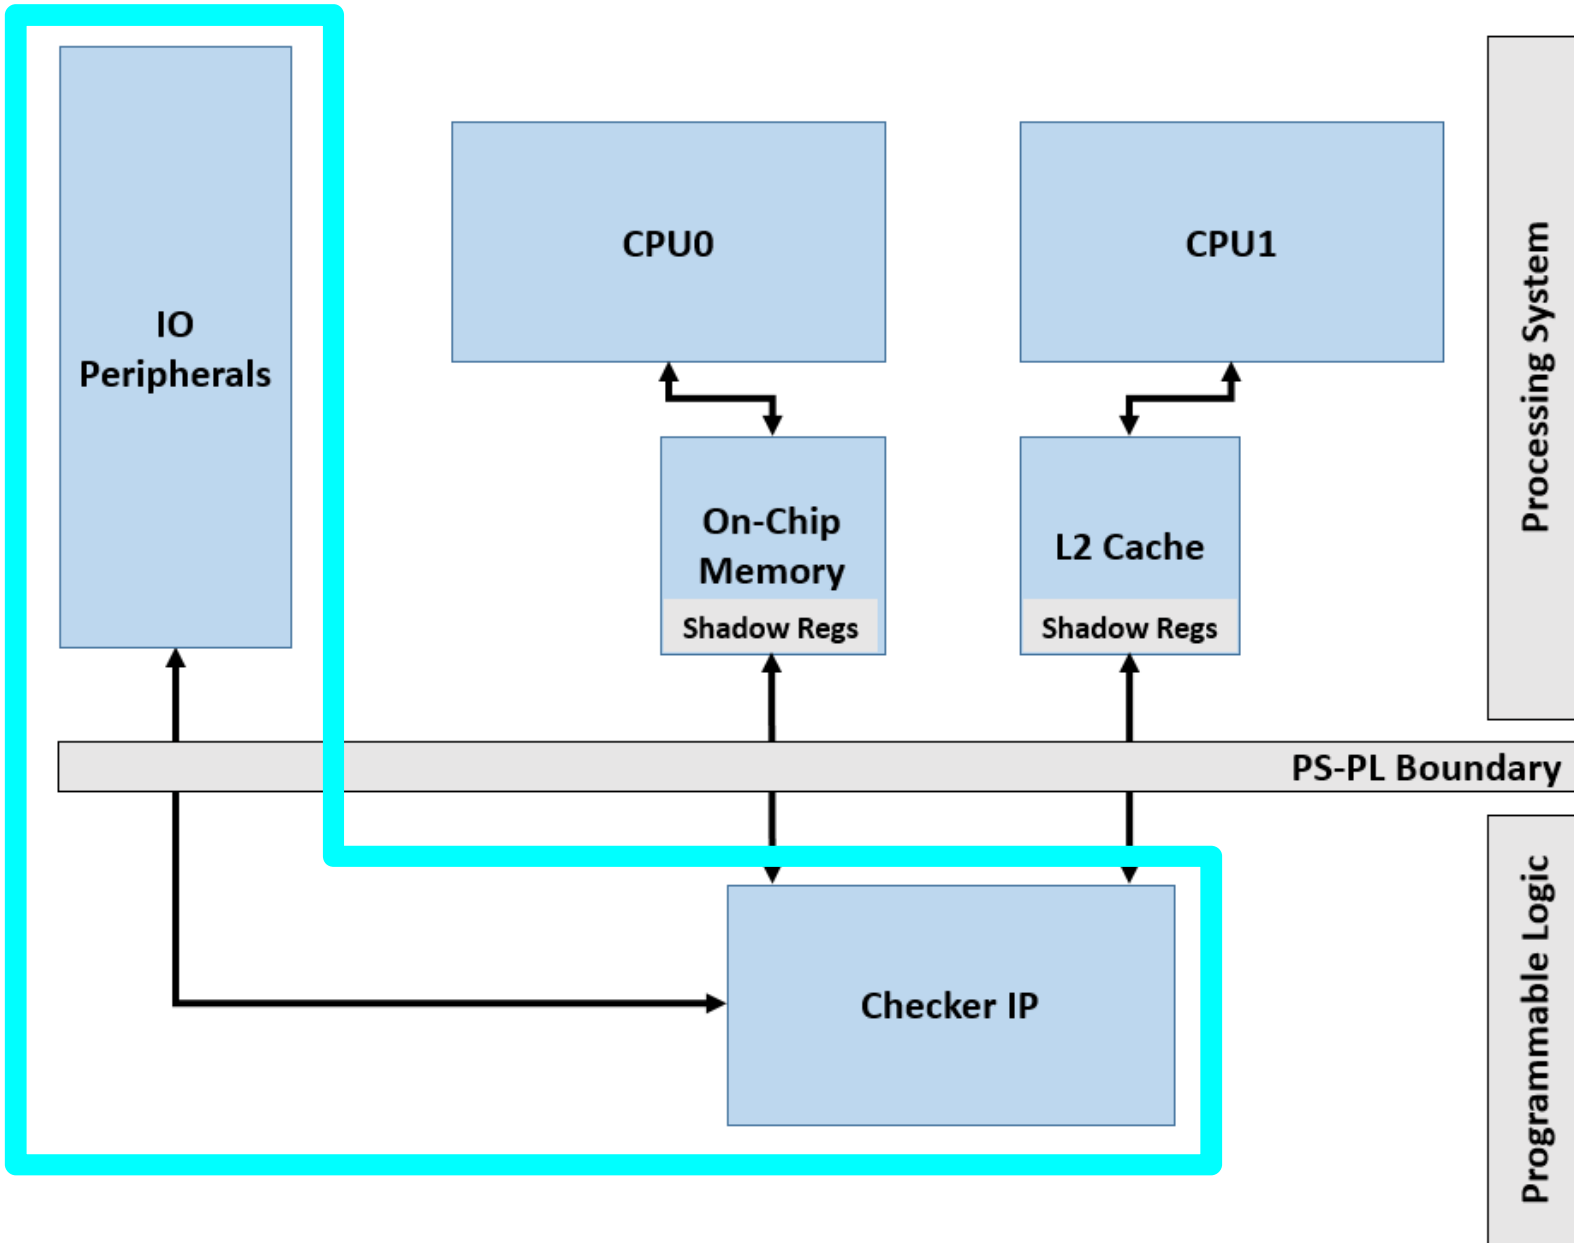 IO
Peripherals
CPU0
CPU1
On-Chip
Memory
Shadow Regs
L2 Cache
Shadow Regs
Processing System
PS-PL Boundary
Checker IP
Programmable Logic